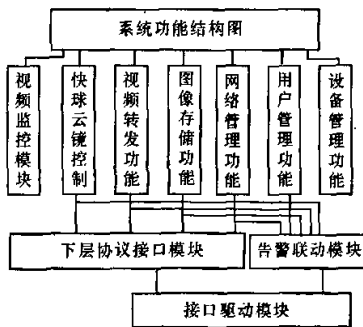 系统功能结构图
视频监控模块
快球云镜控制
视频转发功能
图像存储功能
网络管理功能
用户管理功能
设备管理功能
下层协议接口模块
告警联动模块
接口驱动模块